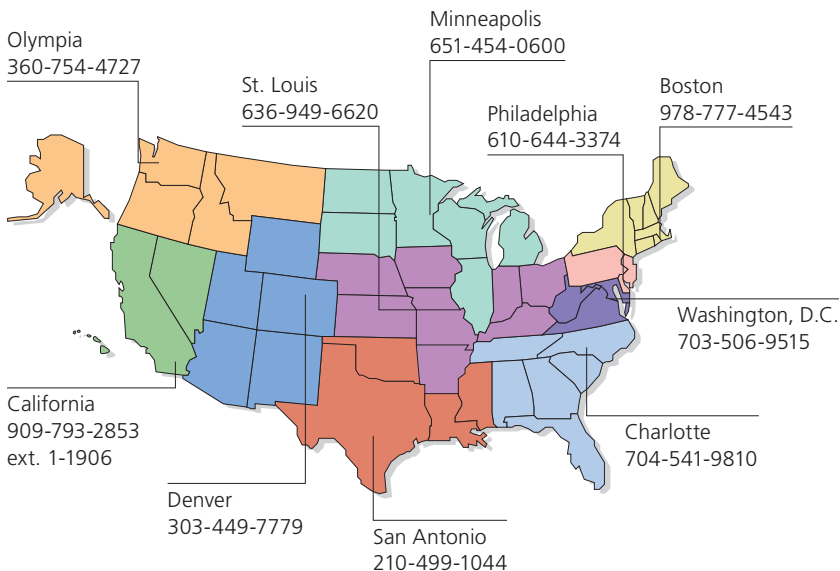 Olympia
360-754-4727
St. Louis
636-949-6620
Minneapolis
651-454-0600
Philadelphia
610-644-3374
Boston
978-777-4543
Washington, D.C.
703-506-9515
California
909-793-2853
ext. 1-1906
Charlotte
704-541-9810
Denver
303-449-7779
San Antonio
210-499-1044